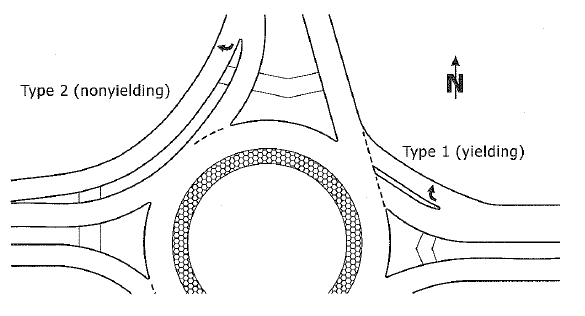 Type 2 (nonyielding)
N
Type 1 (yielding)